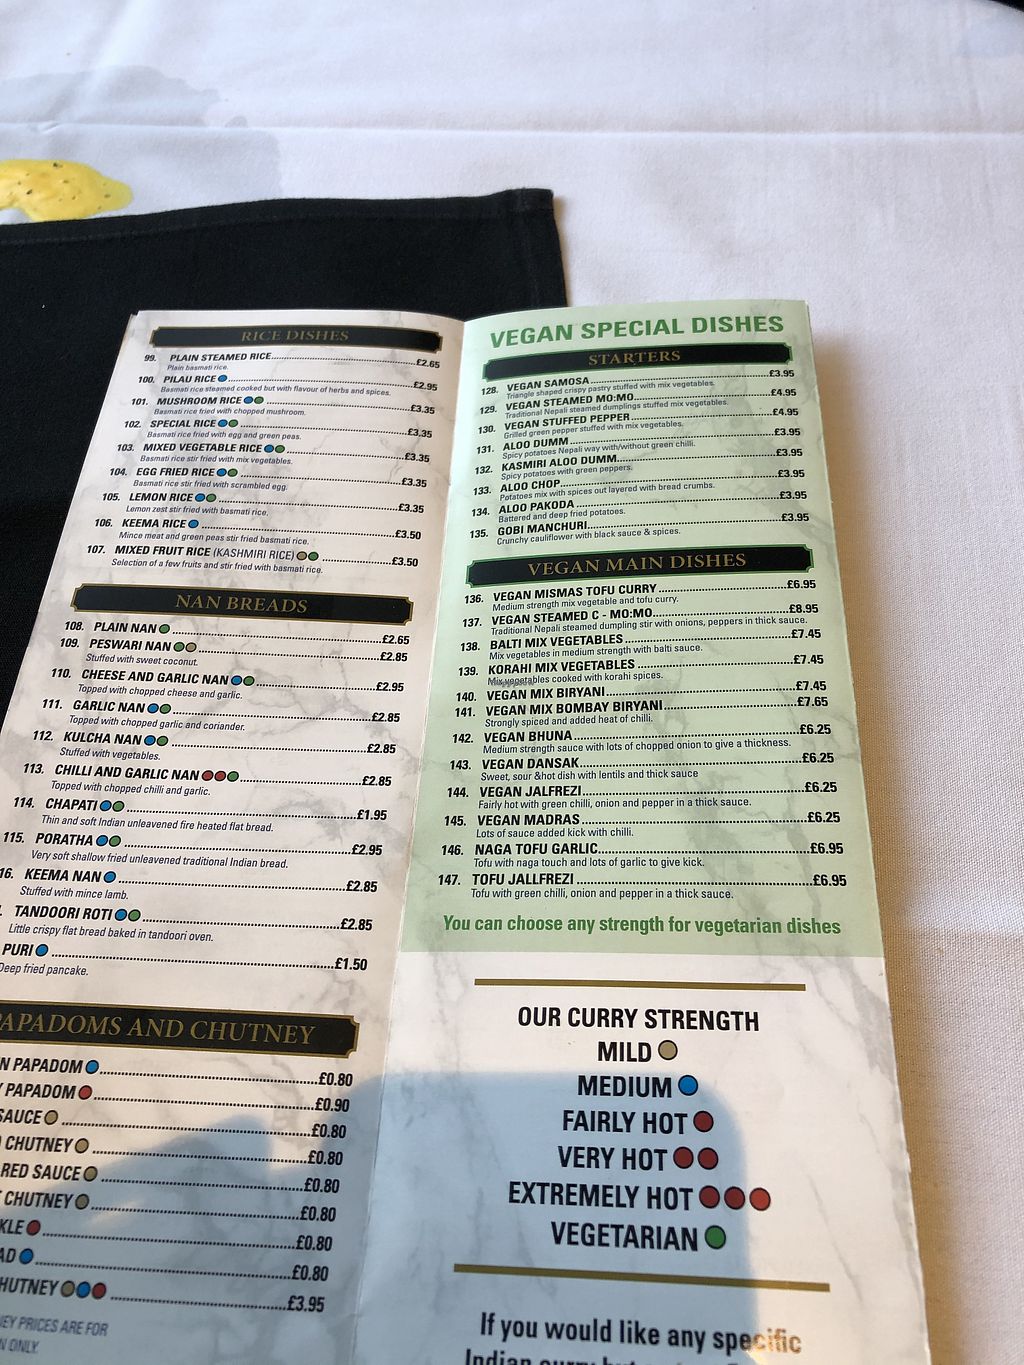 RICE DISHES
99. PLAIN STEAMED RICE £2.65
Plain basmati rice.
100. PILAU RICE £2.95
Basmati rice steamed cooked but with flavour of herbs and spices.
101. MUSHROOM RICE £3.35
Basmati rice fried with chopped mushroom.
102. SPECIAL RICE £3.35
Basmati rice fried with egg and green peas.
103. MIXED VEGETABLE RICE £3.35
Basmati rice stir fried with mix vegetables.
104. EGG FRIED RICE £3.35
Basmati rice stir fried with scrambled egg.
105. LEMON RICE £3.35
Lemon zest stir fried with basmati rice.
106. KEEMA RICE £3.50
Mince meat and green peas stir fried basmati rice.
107. MIXED FRUIT RICE (KASHMIRI RICE) £3.50
Selection of a few fruits and stir fried with basmati rice.
NAN BREADS
108. PLAIN NAN £2.65
109. PESWARI NAN £2.85
Stuffed with sweet coconut.
110. CHEESE AND GARLIC NAN £2.95
Topped with chopped cheese and garlic.
111. GARLIC NAN £2.85
Topped with chopped garlic and coriander.
112. KULCHA NAN £2.85
Stuffed with vegetables.
113. CHILLI AND GARLIC NAN £2.85
Topped with chopped chilli and garlic.
114. CHAPATI £1.95
Thin and soft Indian unleavened fire heated flat bread.
115. PORATHA £2.95
Very soft shallow fried unleavened traditional Indian bread.
16. KEEMA NAN £2.85
Stuffed with mince lamb.
. TANDOORI ROTI £2.85
Little crispy flat bread baked in tandoori oven.
PURI £1.50
Deep fried pancake.
PAPADOMS AND CHUTNEY
N PAPADOM £0.80
Y PAPADOM £0.90
SAUCE £0.80
CHUTNEY £0.80
RED SAUCE £0.80
CHUTNEY £0.80
KLE £0.80
AD £0.80
HUTNEY £3.95
EY PRICES ARE FOR
N ONLY.
VEGAN SPECIAL DISHES
STARTERS
128. VEGAN SAMOSA £3.95
Triangle shaped crispy pastry stuffed with mix vegetables.
129. VEGAN STEAMED MO:MO £4.95
Traditional Nepali steamed dumplings stuffed mix vegetables.
130. VEGAN STUFFED PEPPER £4.95
Grilled green pepper stuffed with mix vegetables.
131. ALOO DUMM £3.95
Spicy potatoes Nepali way with/without green chilli.
132. KASMIRI ALOO DUMM £3.95
Spicy potatoes with green peppers.
133. ALOO CHOP £3.95
Potatoes mix with spices out layered with bread crumbs.
134. ALOO PAKODA £3.95
Battered and deep fried potatoes.
135. GOBI MANCHURI £3.95
Crunchy cauliflower with black sauce & spices.
VEGAN MAIN DISHES
136. VEGAN MISMAS TOFU CURRY £6.95
Medium strength mix vegetable and tofu curry.
137. VEGAN STEAMED C - MO:MO £8.95
Traditional Nepali steamed dumpling stir with onions, peppers in thick sauce.
138. BALTI MIX VEGETABLES £7.45
Mix vegetables in medium strength with balti sauce.
139. KORAHI MIX VEGETABLES £7.45
Mix vegetables cooked with korahi spices.
140. VEGAN MIX BIRYANI £7.45
141. VEGAN MIX BOMBAY BIRYANI £7.65
Strongly spiced and added heat of chilli.
142. VEGAN BHUNA £6.25
Medium strength sauce with lots of chopped onion to give a thickness.
143. VEGAN DANSAK £6.25
Sweet, sour &hot dish with lentils and thick sauce
144. VEGAN JALFREZI £6.25
Fairly hot with green chilli, onion and pepper in a thick sauce.
145. VEGAN MADRAS £6.25
Lots of sauce added kick with chilli.
146. NAGA TOFU GARLIC £6.95
Tofu with naga touch and lots of garlic to give kick.
147. TOFU JALLFREZI £6.95
Tofu with green chilli, onion and pepper in a thick sauce.
You can choose any strength for vegetarian dishes
OUR CURRY STRENGTH
MILD
MEDIUM
FAIRLY HOT
VERY HOT
EXTREMELY HOT
VEGETARIAN
If you would like any specific
Indian curry but